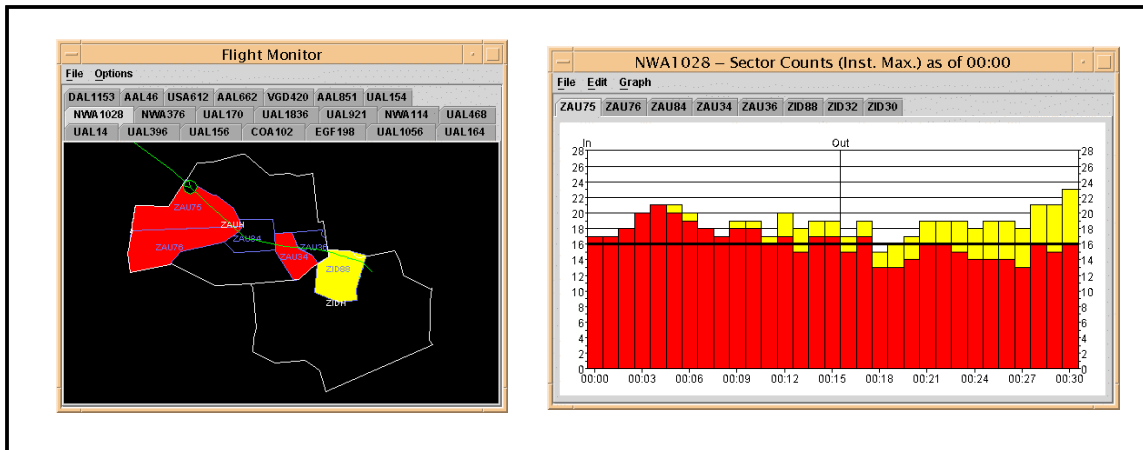 Flight Monitor
File Options
DAL1153 AAL46 USA612 AAL662 VGD420 AAL851 UAL154
NWA1028 NWA376 UAL170 UAL1836 UAL921 NWA114 UAL468
UAL14 UAL396 UAL156 COA102 EGF198 UAL1056 UAL164
ZAU75
ZAUH
ZAU84
ZAU76
ZAU36
ZAU34
ZID88
ZIDH
NWA1028 – Sector Counts (Inst. Max.) as of 00:00
File Edit Graph
ZAU75 ZAU76 ZAU84 ZAU34 ZAU36 ZID88 ZID32 ZID30
In Out
28 28
26 26
24 24
22 22
20 20
18 18
16 16
14 14
12 12
10 10
8 8
6 6
4 4
2 2
0 0
00:00 00:03 00:06 00:09 00:12 00:15 00:18 00:21 00:24 00:27 00:30